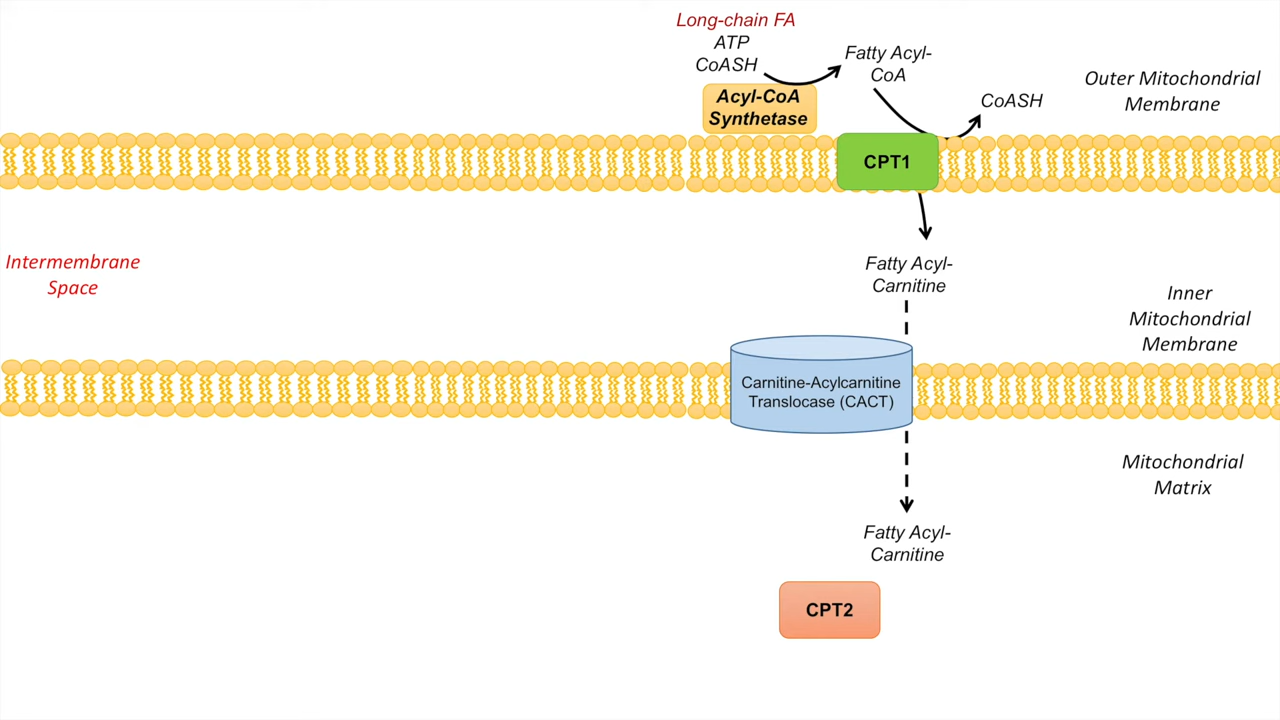 Long-chain FA
ATP
CoASH
Fatty Acyl-
CoA
CoASH
Outer Mitochondrial
Membrane
Acyl-CoA
Synthetase
CPT1
Intermembrane
Space
Fatty Acyl-
Carnitine
Inner
Mitochondrial
Membrane
Carnitine-Acylcarnitine
Translocase (CACT)
Mitochondrial
Matrix
Fatty Acyl-
Carnitine
CPT2